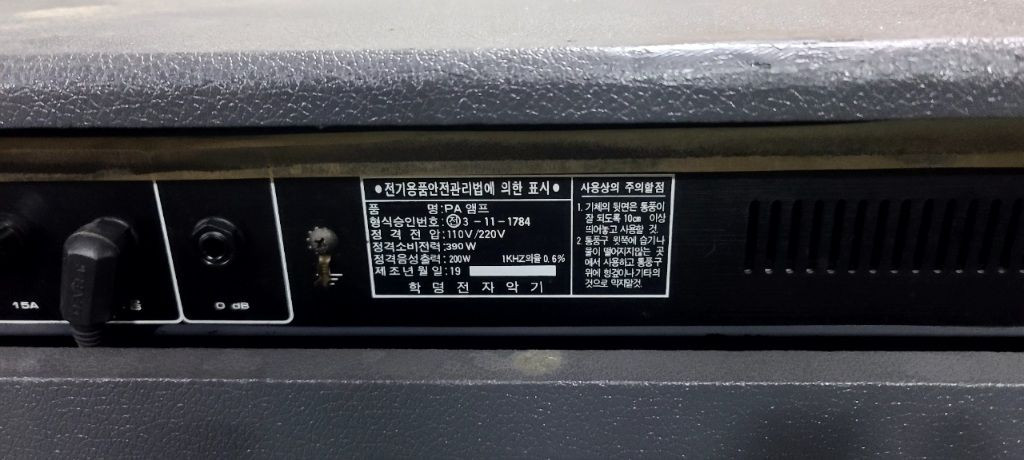 ●전기용품안전관리법에 의한 표시●
품 명:PA 앰프
형식승인번호:전3-11-1784
정격 전압:110V/220V
정격소비전력:390W
정격음성출력:200W 1KHZ외율 0.6%
제조년월일:19
학명전자악기
사용상의 주의할점
1. 기체의 뒷면은 통풍이
잘 되도록 10cm 이상
띄어놓고 사용할 것.
2. 통풍구 윗쪽에 습기나
물이 떨어지지않는 곳
에서 사용하고 통풍구
위에 헝겊이나 기타의
것으로 막지말것.
15A
0 dB